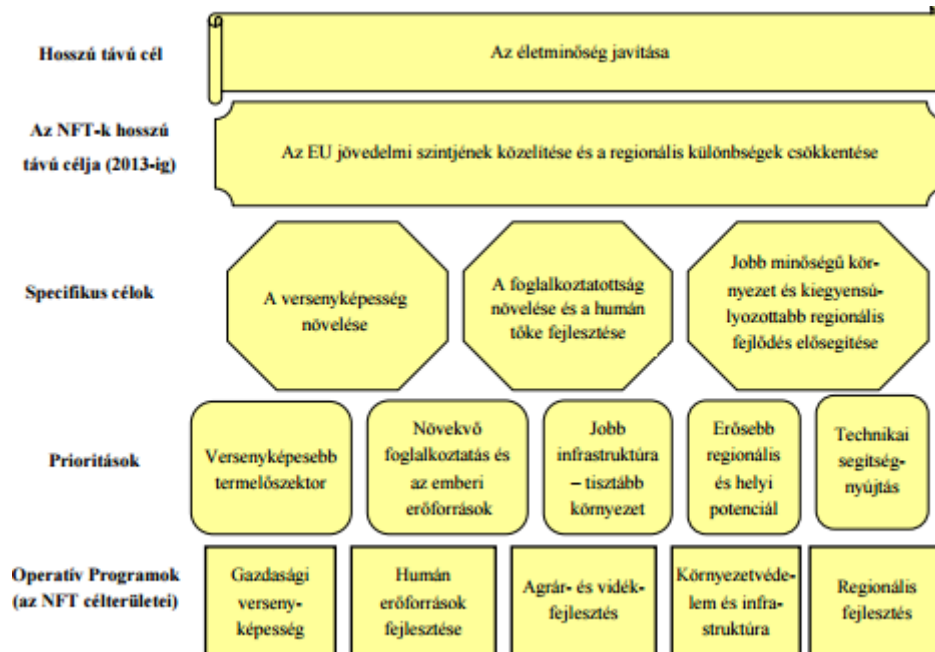 Hosszú távú cél
Az életminőség javítása
Az NFT-k hosszú
távú célja (2013-ig)
Az EU jövedelmi szintjének közelítése és a regionális különbségek csökkentése
Specifikus célok
A versenyképesség
növelése
A foglalkoztatottság
növelése és a humán
tőke fejlesztése
Jobb minőségű kör-
nyezet és kiegyensú-
lyozottabb regionális
fejlődés elősegítése
Prioritások
Versenyképesebb
termelőszektor
Növekvő
foglalkoztatás és
az emberi
erőforrások
Jobb
infrastruktúra
– tisztább
környezet
Erősebb
regionális
és helyi
potenciál
Technikai
segítség-
nyújtás
Operatív Programok
(az NFT célterületei)
Gazdasági
verseny-
képesség
Humán
erőforrások
fejlesztése
Agrár- és vidék-
fejlesztés
Környezetvéde-
lem és infra-
struktúra
Regionális
fejlesztés